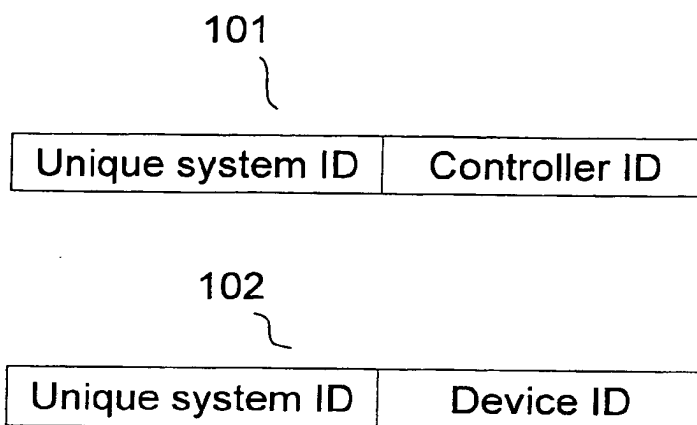 101
Unique system ID Controller ID
102
Unique system ID Device ID